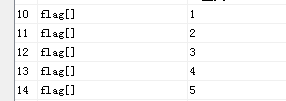 10 flag[] 1
11 flag[] 2
12 flag[] 3
13 flag[] 4
14 flag[] 5